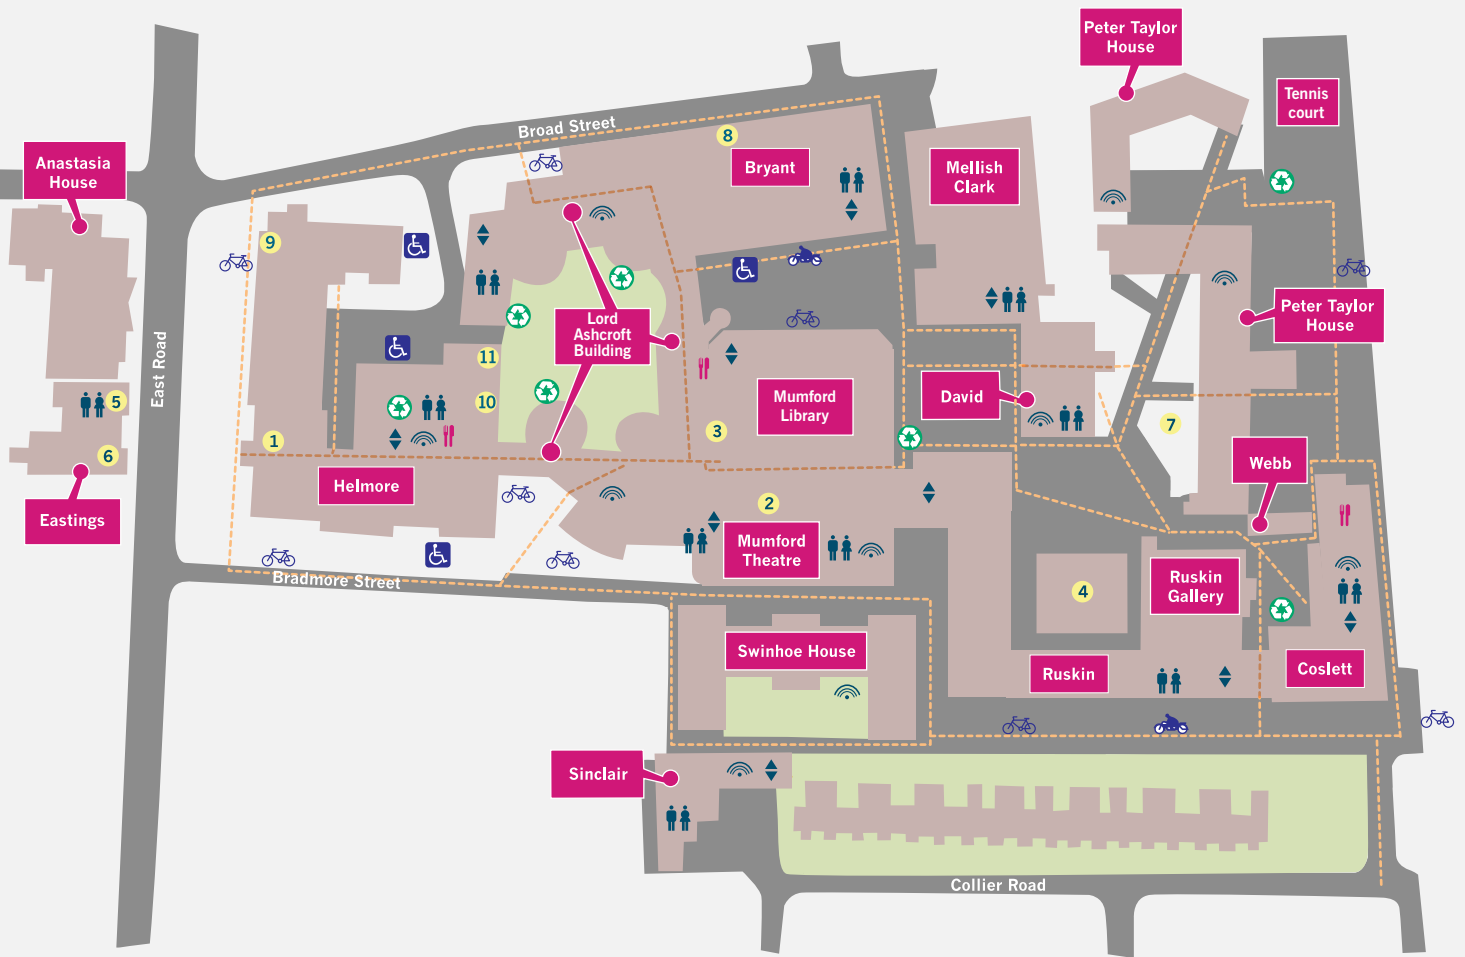 Peter Taylor
House
Tennis
court
Broad Street
8
Bryant
Mellish
Clark
Anastasia
House
9
Peter Taylor
House
Lord
Ashcroft
Building
11
10
East Road
5
6
1
3
Mumford
Library
David
7
Webb
Eastings
Helmore
2
Mumford
Theatre
Bradmore Street
4
Ruskin
Gallery
Swinhoe House
Ruskin
Coslett
Sinclair
Collier Road